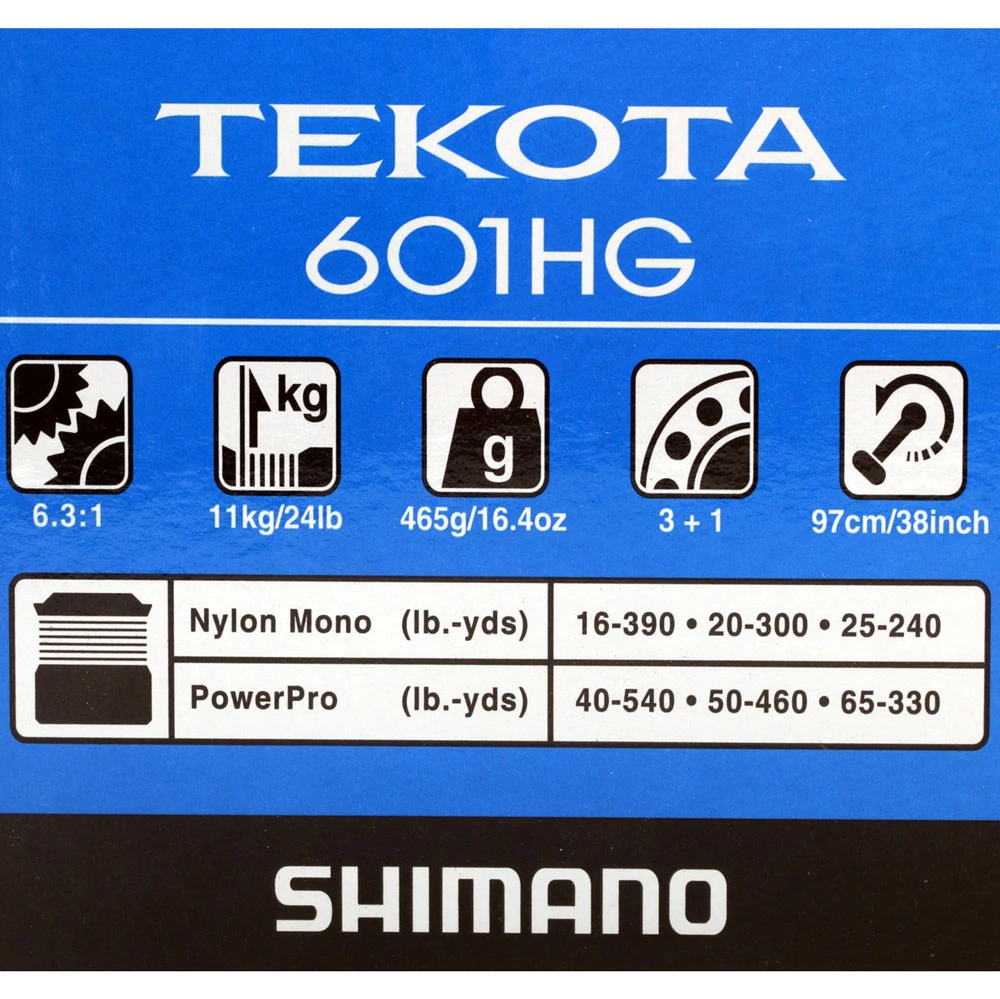 TEKOTA
601HG
kg
g
6.3:1 11kg/24lb 465g/16.4oz 3 + 1 97cm/38inch
Nylon Mono (lb.-yds) 16-390 • 20-300 • 25-240
PowerPro (lb.-yds) 40-540 • 50-460 • 65-330
SHIMANO